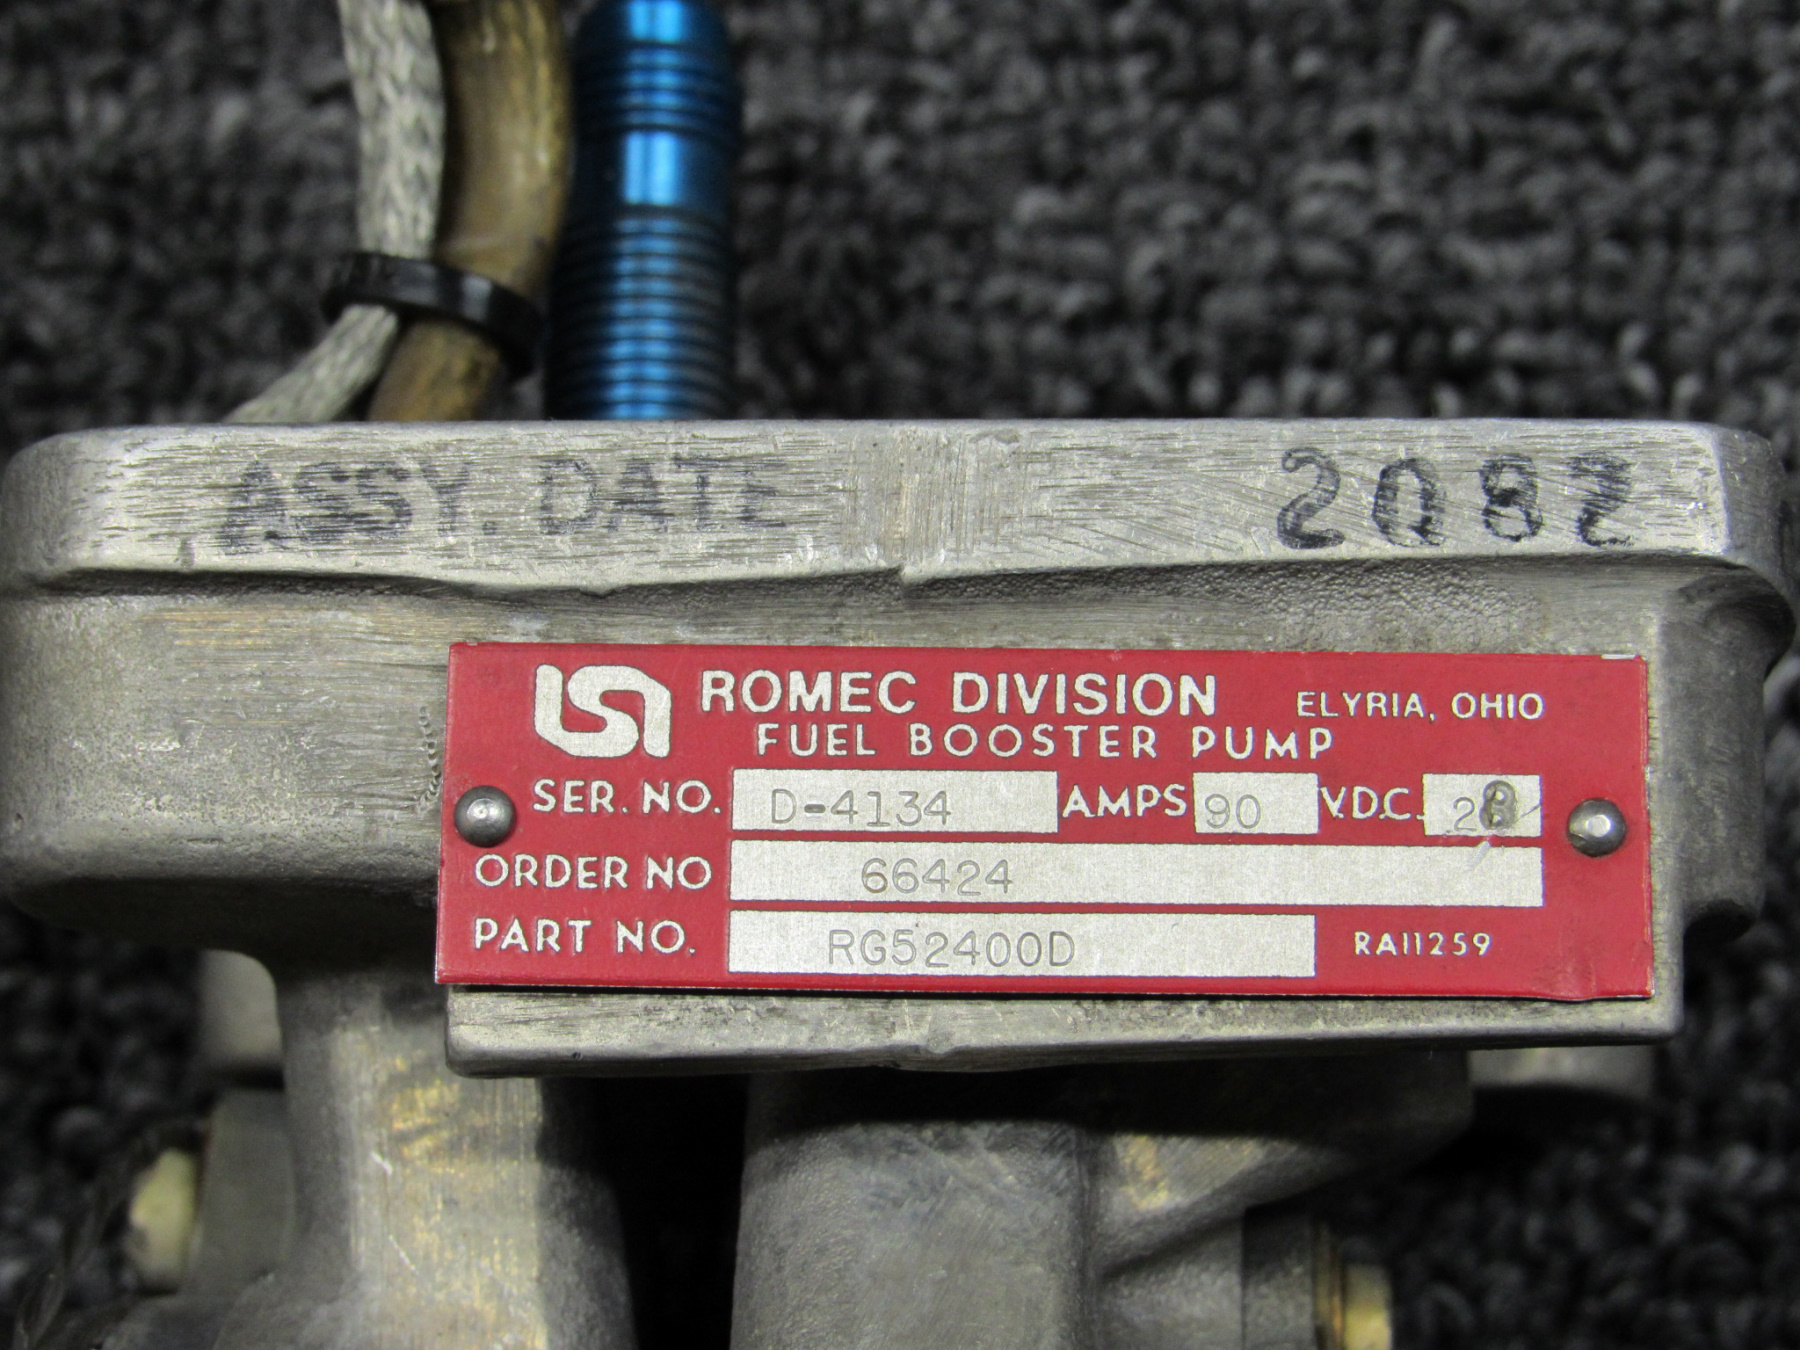 ASSY. DATE 2082
ROMEC DIVISION ELYRIA, OHIO
FUEL BOOSTER PUMP
SER. NO. D-4134 AMPS 90 V.D.C. 28
ORDER NO 66424
PART NO. RG52400D RA11259